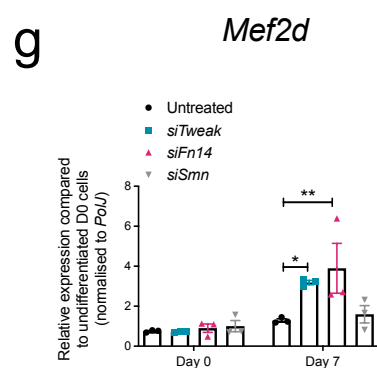 g
Mef2d
Untreated
siTweak
siFn14
siSmn
Relative expression compared
to undifferentiated D0 cells
(normalised to PolJ)
8
6
4
2
0
**
*
Day 0
Day 7